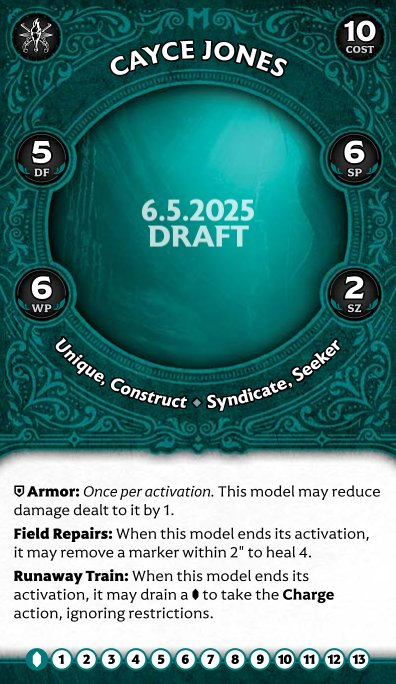 10
COST
CAYCE JONES
5
DF
6
SP
6.5.2025
DRAFT
6
WP
2
SZ
Unique, Construct ◆ Syndicate, Seeker
Armor: Once per activation. This model may reduce
damage dealt to it by 1.
Field Repairs: When this model ends its activation,
it may remove a marker within 2" to heal 4.
Runaway Train: When this model ends its
activation, it may drain a to take the Charge
action, ignoring restrictions.
1 2 3 4 5 6 7 8 9 10 11 12 13